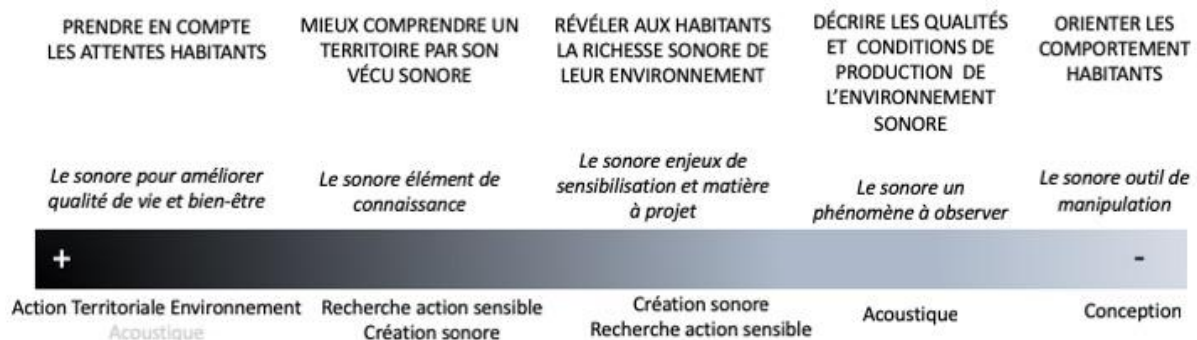 PRENDRE EN COMPTE
LES ATTENTES HABITANTS
MIEUX COMPRENDRE UN
TERRITOIRE PAR SON
VÉCU SONORE
RÉVÉLER AUX HABITANTS
LA RICHESSE SONORE DE
LEUR ENVIRONNEMENT
DÉCRIRE LES QUALITÉS
ET CONDITIONS DE
PRODUCTION DE
L'ENVIRONNEMENT
SONORE
ORIENTER LES
COMPORTEMENT
HABITANTS
Le sonore pour améliorer
qualité de vie et bien-être
Le sonore élément de
connaissance
Le sonore enjeux de
sensibilisation et matière
à projet
Le sonore un
phénomène à observer
Le sonore outil de
manipulation
+
-
Action Territoriale Environnement
Acoustique
Recherche action sensible
Création sonore
Création sonore
Recherche action sensible
Acoustique
Conception